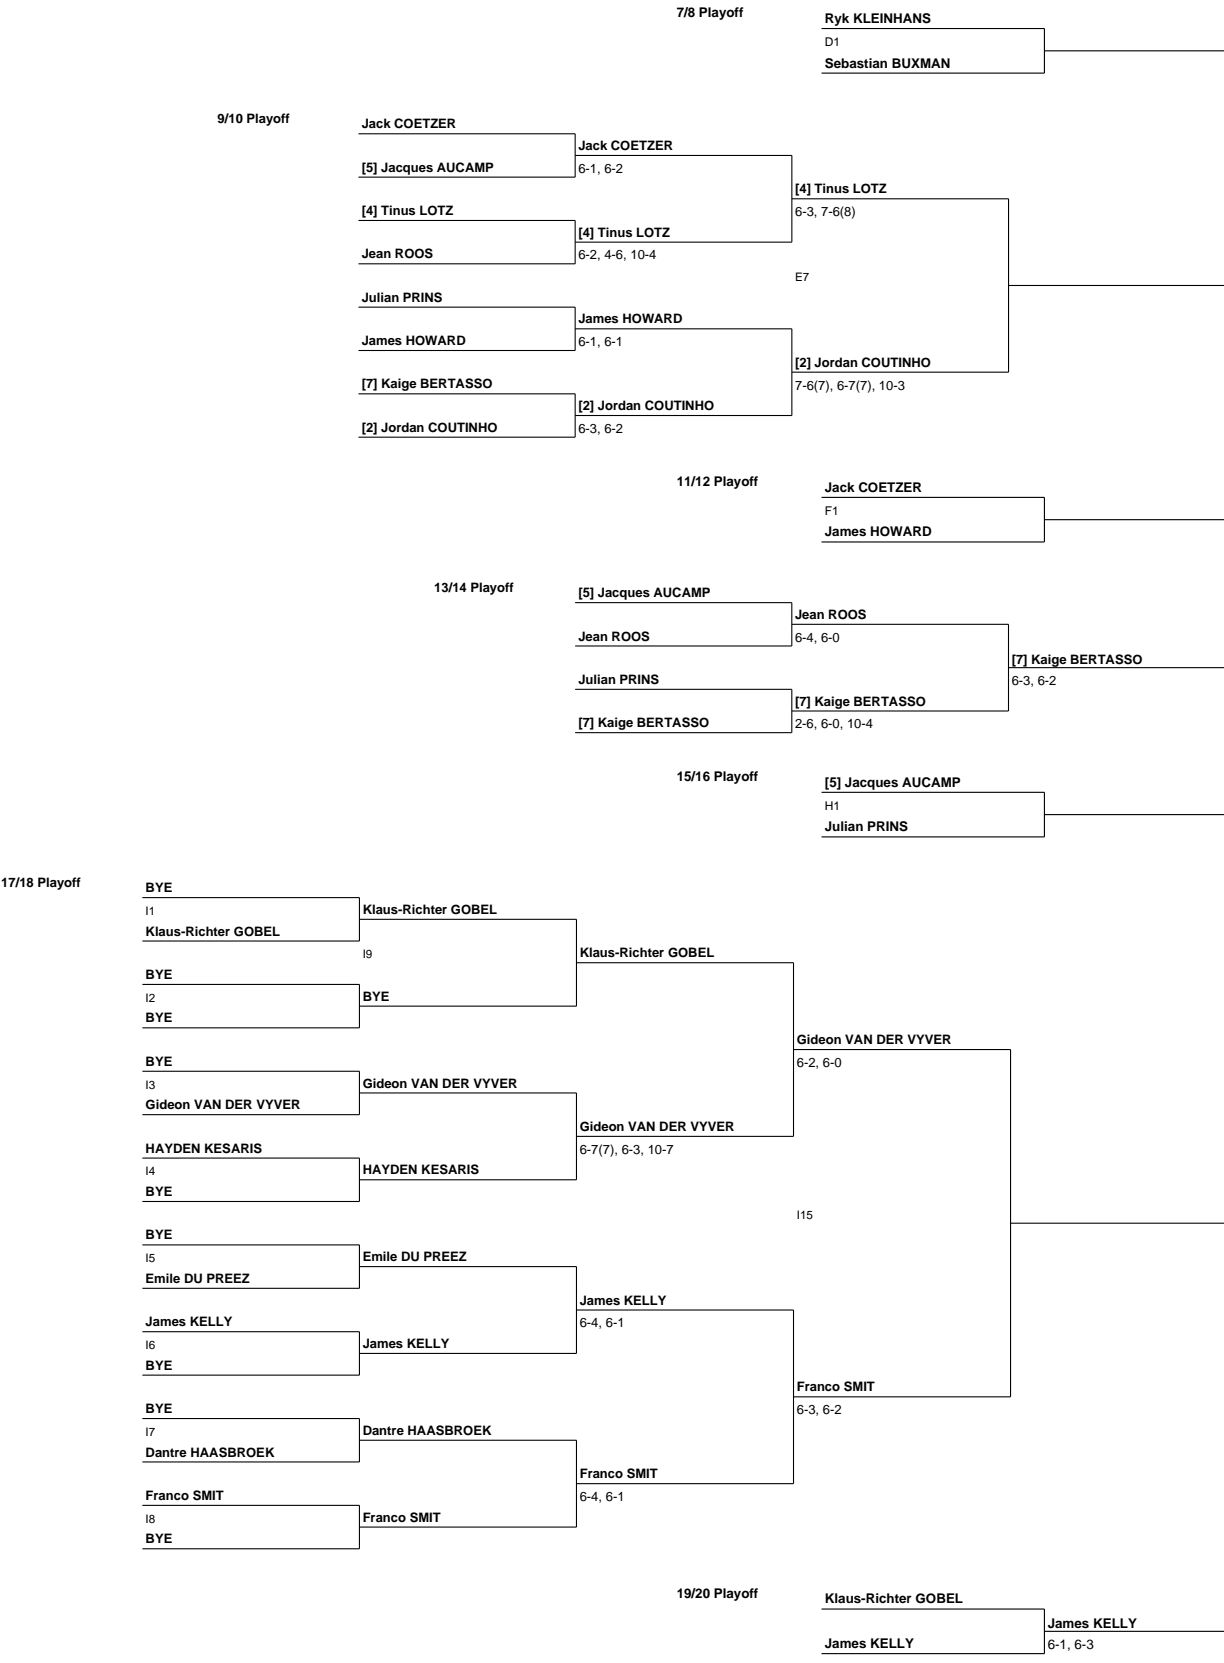 7/8 Playoff
Ryk KLEINHANS
D1
Sebastian BUXMAN
9/10 Playoff
Jack COETZER
Jack COETZER
[5] Jacques AUCAMP
6-1, 6-2
[4] Tinus LOTZ
[4] Tinus LOTZ
6-3, 7-6(8)
[4] Tinus LOTZ
Jean ROOS
6-2, 4-6, 10-4
E7
Julian PRINS
James HOWARD
James HOWARD
6-1, 6-1
[2] Jordan COUTINHO
[7] Kaige BERTASSO
7-6(7), 6-7(7), 10-3
[2] Jordan COUTINHO
[2] Jordan COUTINHO
6-3, 6-2
11/12 Playoff
Jack COETZER
F1
James HOWARD
13/14 Playoff
[5] Jacques AUCAMP
Jean ROOS
Jean ROOS
6-4, 6-0
[7] Kaige BERTASSO
Julian PRINS
6-3, 6-2
[7] Kaige BERTASSO
[7] Kaige BERTASSO
2-6, 6-0, 10-4
15/16 Playoff
[5] Jacques AUCAMP
H1
Julian PRINS
17/18 Playoff
BYE
I1
Klaus-Richter GOBEL
Klaus-Richter GOBEL
I9
Klaus-Richter GOBEL
BYE
I2
BYE
BYE
Gideon VAN DER VYVER
BYE
6-2, 6-0
I3
Gideon VAN DER VYVER
Gideon VAN DER VYVER
Gideon VAN DER VYVER
HAYDEN KESARIS
6-7(7), 6-3, 10-7
I4
HAYDEN KESARIS
BYE
I15
BYE
I5
Emile DU PREEZ
Emile DU PREEZ
James KELLY
James KELLY
6-4, 6-1
I6
James KELLY
BYE
Franco SMIT
BYE
6-3, 6-2
I7
Dantre HAASBROEK
Dantre HAASBROEK
Franco SMIT
Franco SMIT
6-4, 6-1
I8
Franco SMIT
BYE
19/20 Playoff
Klaus-Richter GOBEL
James KELLY
James KELLY
6-1, 6-3